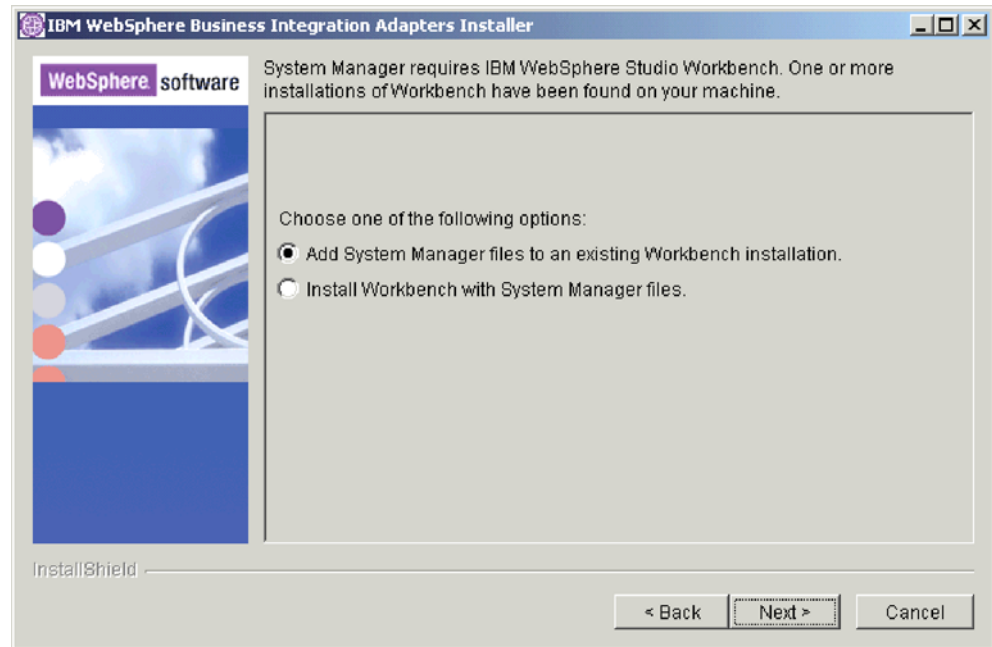 IBM WebSphere Business Integration Adapters Installer
WebSphere. software
System Manager requires IBM WebSphere Studio Workbench. One or more
installations of Workbench have been found on your machine.
Choose one of the following options:
Add System Manager files to an existing Workbench installation.
Install Workbench with System Manager files.
InstallShield
< Back Next > Cancel